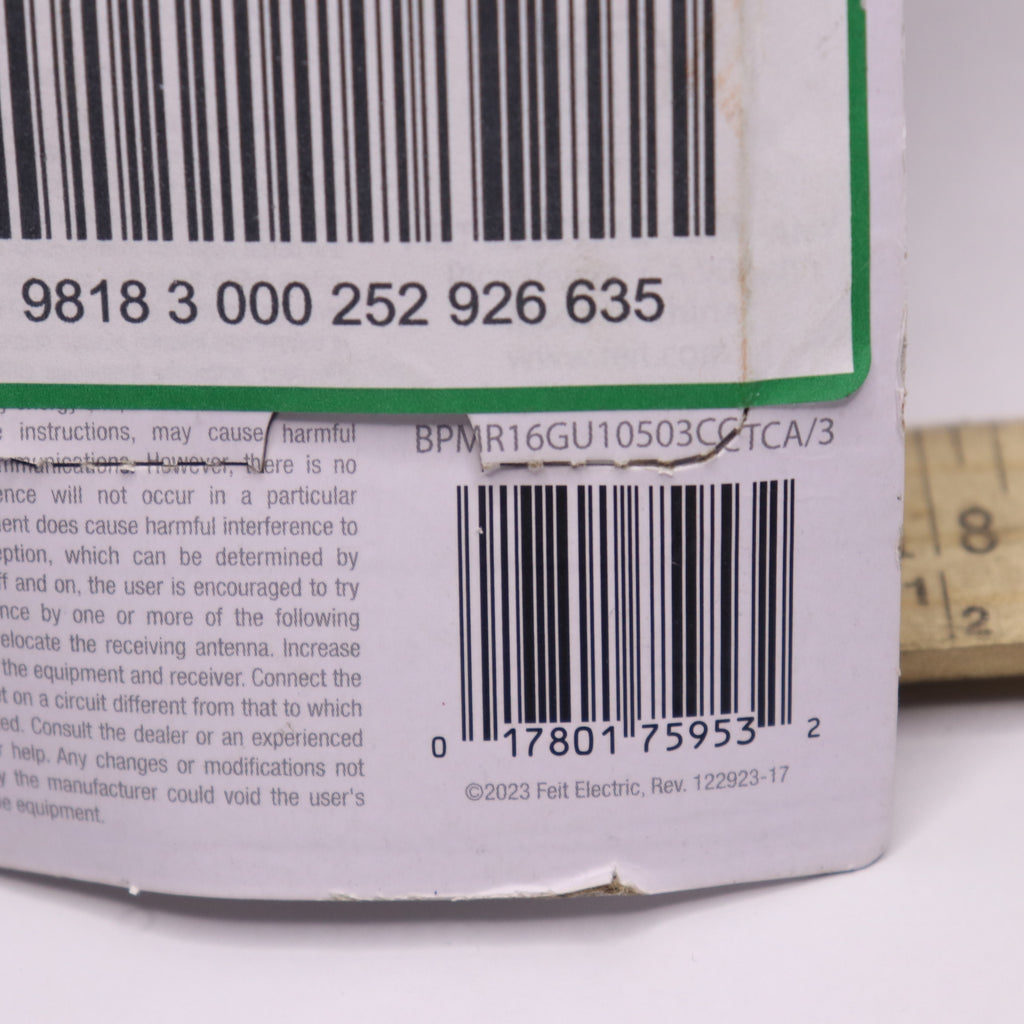 9818 3 000 252 926 635
instructions, may cause harmful
However, there is no
ence will not occur in a particular
ent does cause harmful interference to
eption, which can be determined by
ff and on, the user is encouraged to try
nce by one or more of the following
elocate the receiving antenna. Increase
the equipment and receiver. Connect the
t on a circuit different from that to which
ed. Consult the dealer or an experienced
r help. Any changes or modifications not
y the manufacturer could void the user's
e equipment.
BPMR16GU10503CCTCA/3
0 17801 75953 2
©2023 Feit Electric, Rev. 122923-17
8
1 2